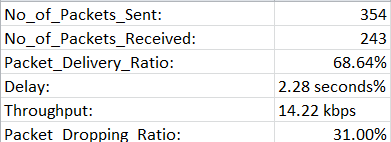 No_of_Packets_Sent: 354
No_of_Packets_Received: 243
Packet_Delivery_Ratio: 68.64%
Delay: 2.28 seconds%
Throughput: 14.22 kbps
Packet_Dropping_Ratio: 31.00%